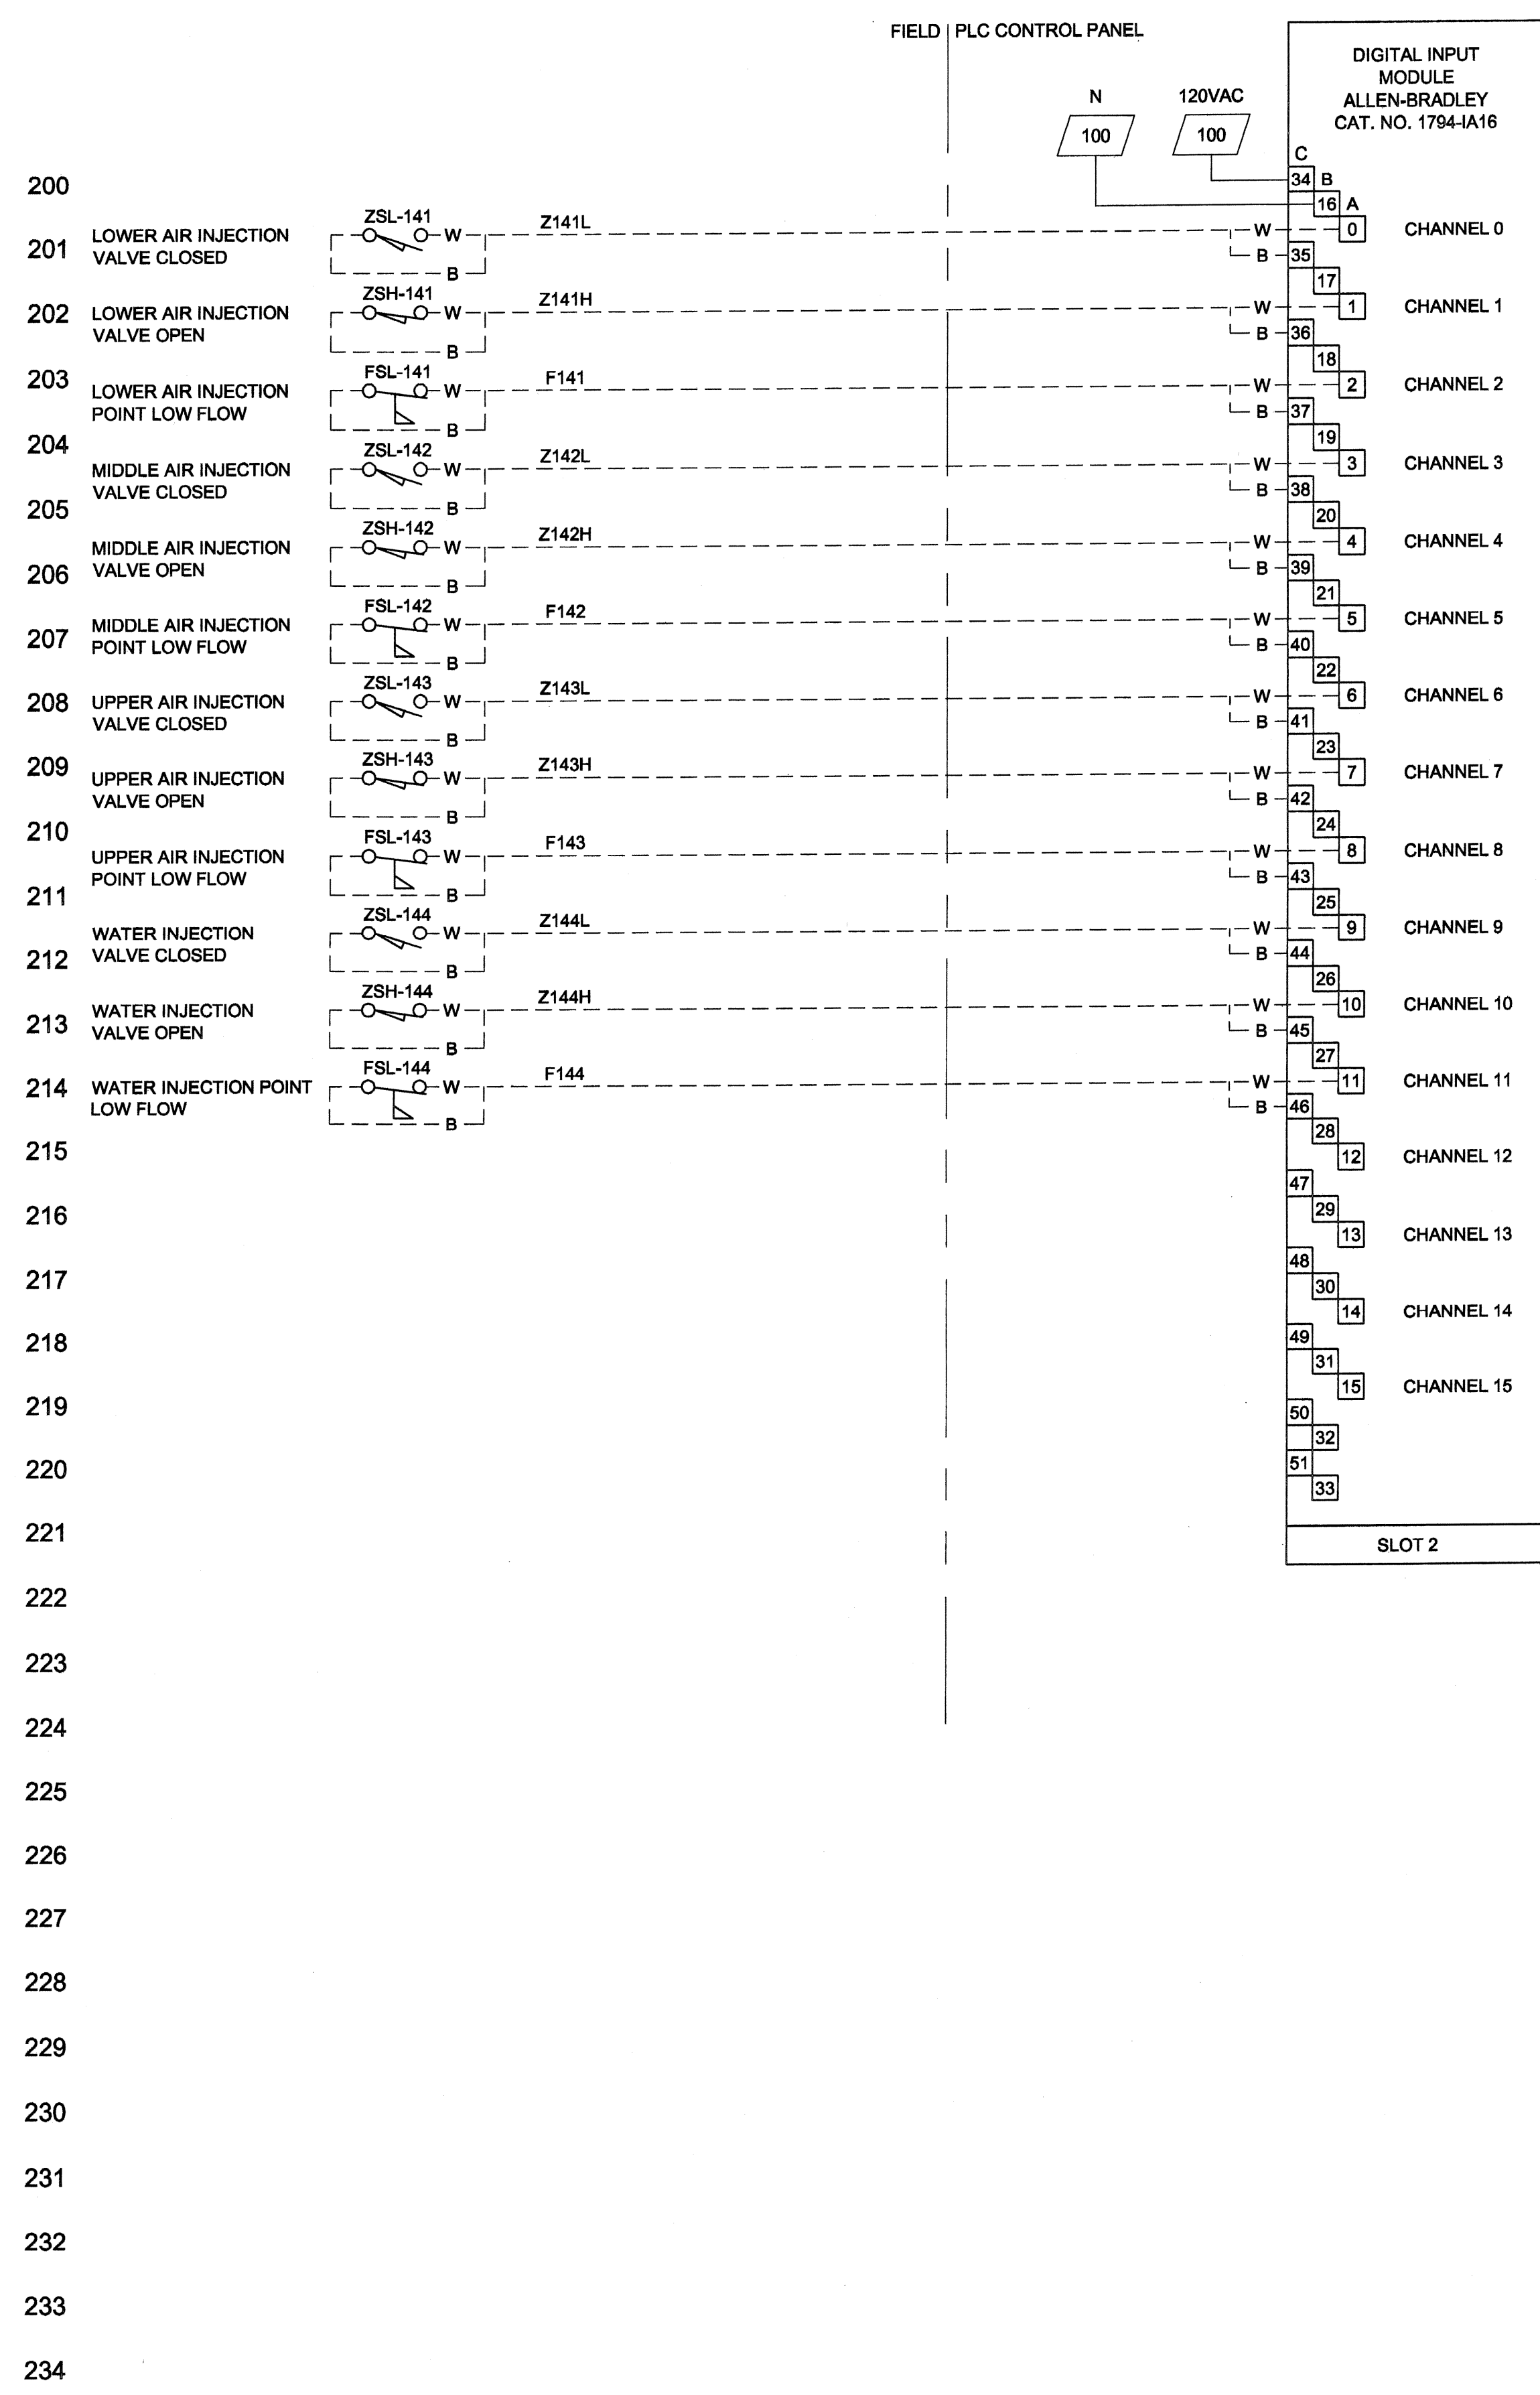 FIELD PLC CONTROL PANEL
DIGITAL INPUT
MODULE
ALLEN-BRADLEY
CAT. NO. 1794-IA16
N 120VAC
100 100
C
200 34 B
16 A
ZSL-141 Z141L
201 LOWER AIR INJECTION W W 0 CHANNEL 0
VALVE CLOSED B B 35
ZSH-141 Z141H 17
202 LOWER AIR INJECTION W W 1 CHANNEL 1
VALVE OPEN B B 36
FSL-141 F141 18
203 LOWER AIR INJECTION W W 2 CHANNEL 2
POINT LOW FLOW B B 37
204 ZSL-142 Z142L 19
MIDDLE AIR INJECTION W W 3 CHANNEL 3
VALVE CLOSED B B 38
205 ZSH-142 Z142H 20
MIDDLE AIR INJECTION W W 4 CHANNEL 4
206 VALVE OPEN B B 39
FSL-142 F142 21
MIDDLE AIR INJECTION W W 5 CHANNEL 5
207 POINT LOW FLOW B B 40
ZSL-143 Z143L 22
208 UPPER AIR INJECTION W W 6 CHANNEL 6
VALVE CLOSED B B 41
ZSH-143 Z143H 23
209 UPPER AIR INJECTION W W 7 CHANNEL 7
VALVE OPEN B B 42
210 FSL-143 F143 24
UPPER AIR INJECTION W W 8 CHANNEL 8
POINT LOW FLOW B B 43
211 ZSL-144 Z144L 25
WATER INJECTION W W 9 CHANNEL 9
212 VALVE CLOSED B B 44
ZSH-144 Z144H 26
WATER INJECTION W W 10 CHANNEL 10
213 VALVE OPEN B B 45
FSL-144 F144 27
214 WATER INJECTION POINT W W 11 CHANNEL 11
LOW FLOW B B 46
28
215 12 CHANNEL 12
47
216 29
13 CHANNEL 13
48
217 30
14 CHANNEL 14
218 49
31
15 CHANNEL 15
219 50
32
220 51
33
221
SLOT 2
222
223
224
225
226
227
228
229
230
231
232
233
234